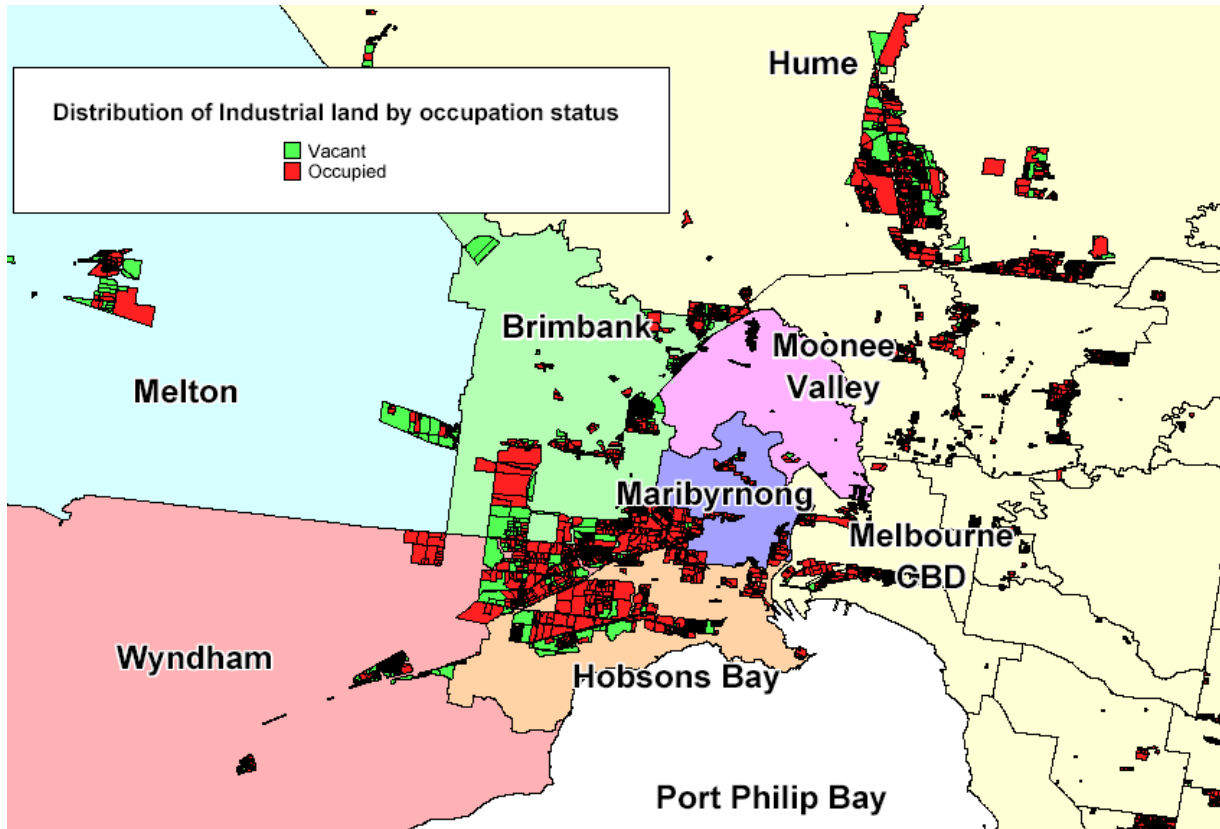 Hume
Distribution of Industrial land by occupation status
Vacant
Occupied
Brimbank
Moonee
Valley
Melton
Maribyrnong
Melbourne
CBD
Wyndham
Hobsons Bay
Port Philip Bay